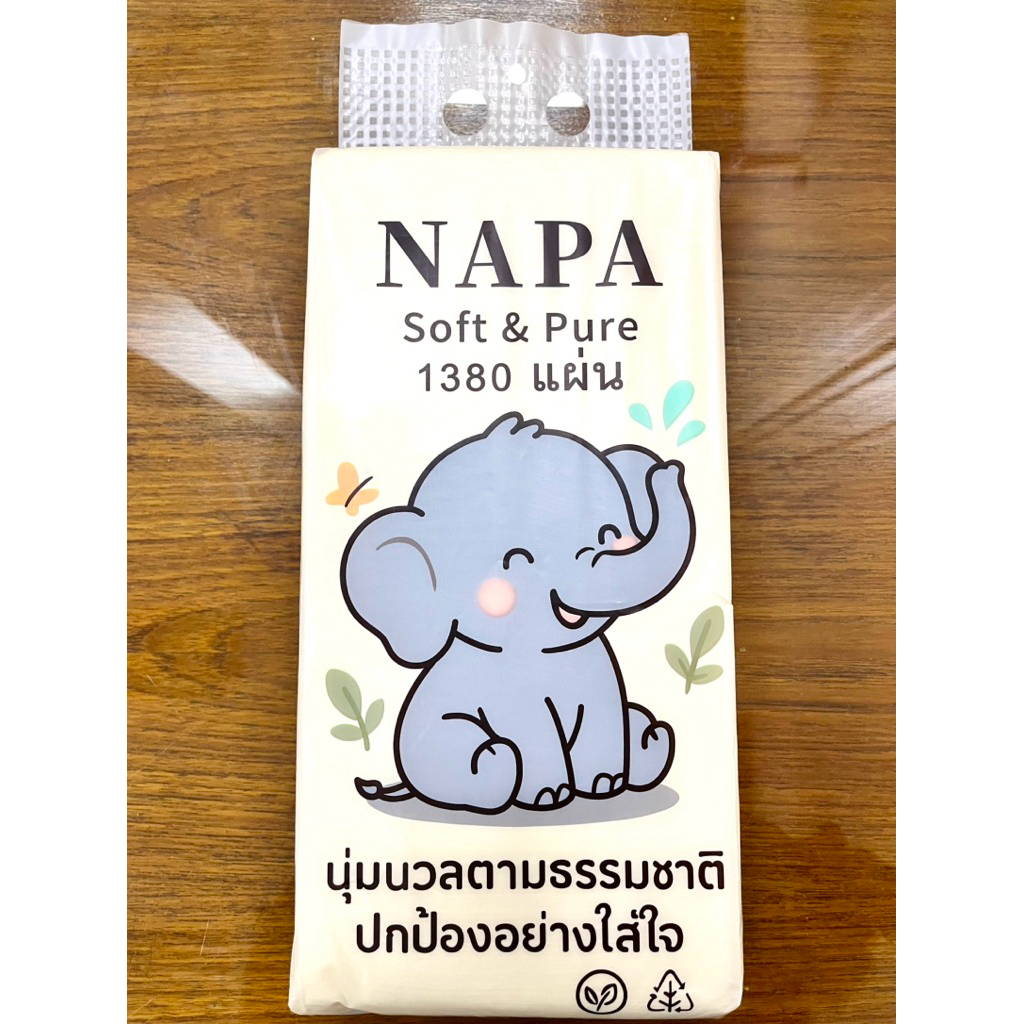 NAPA
Soft & Pure
1380 แผ่น
นุ่มนวลตามธรรมชาติ
ปกป้องอย่างใส่ใจ